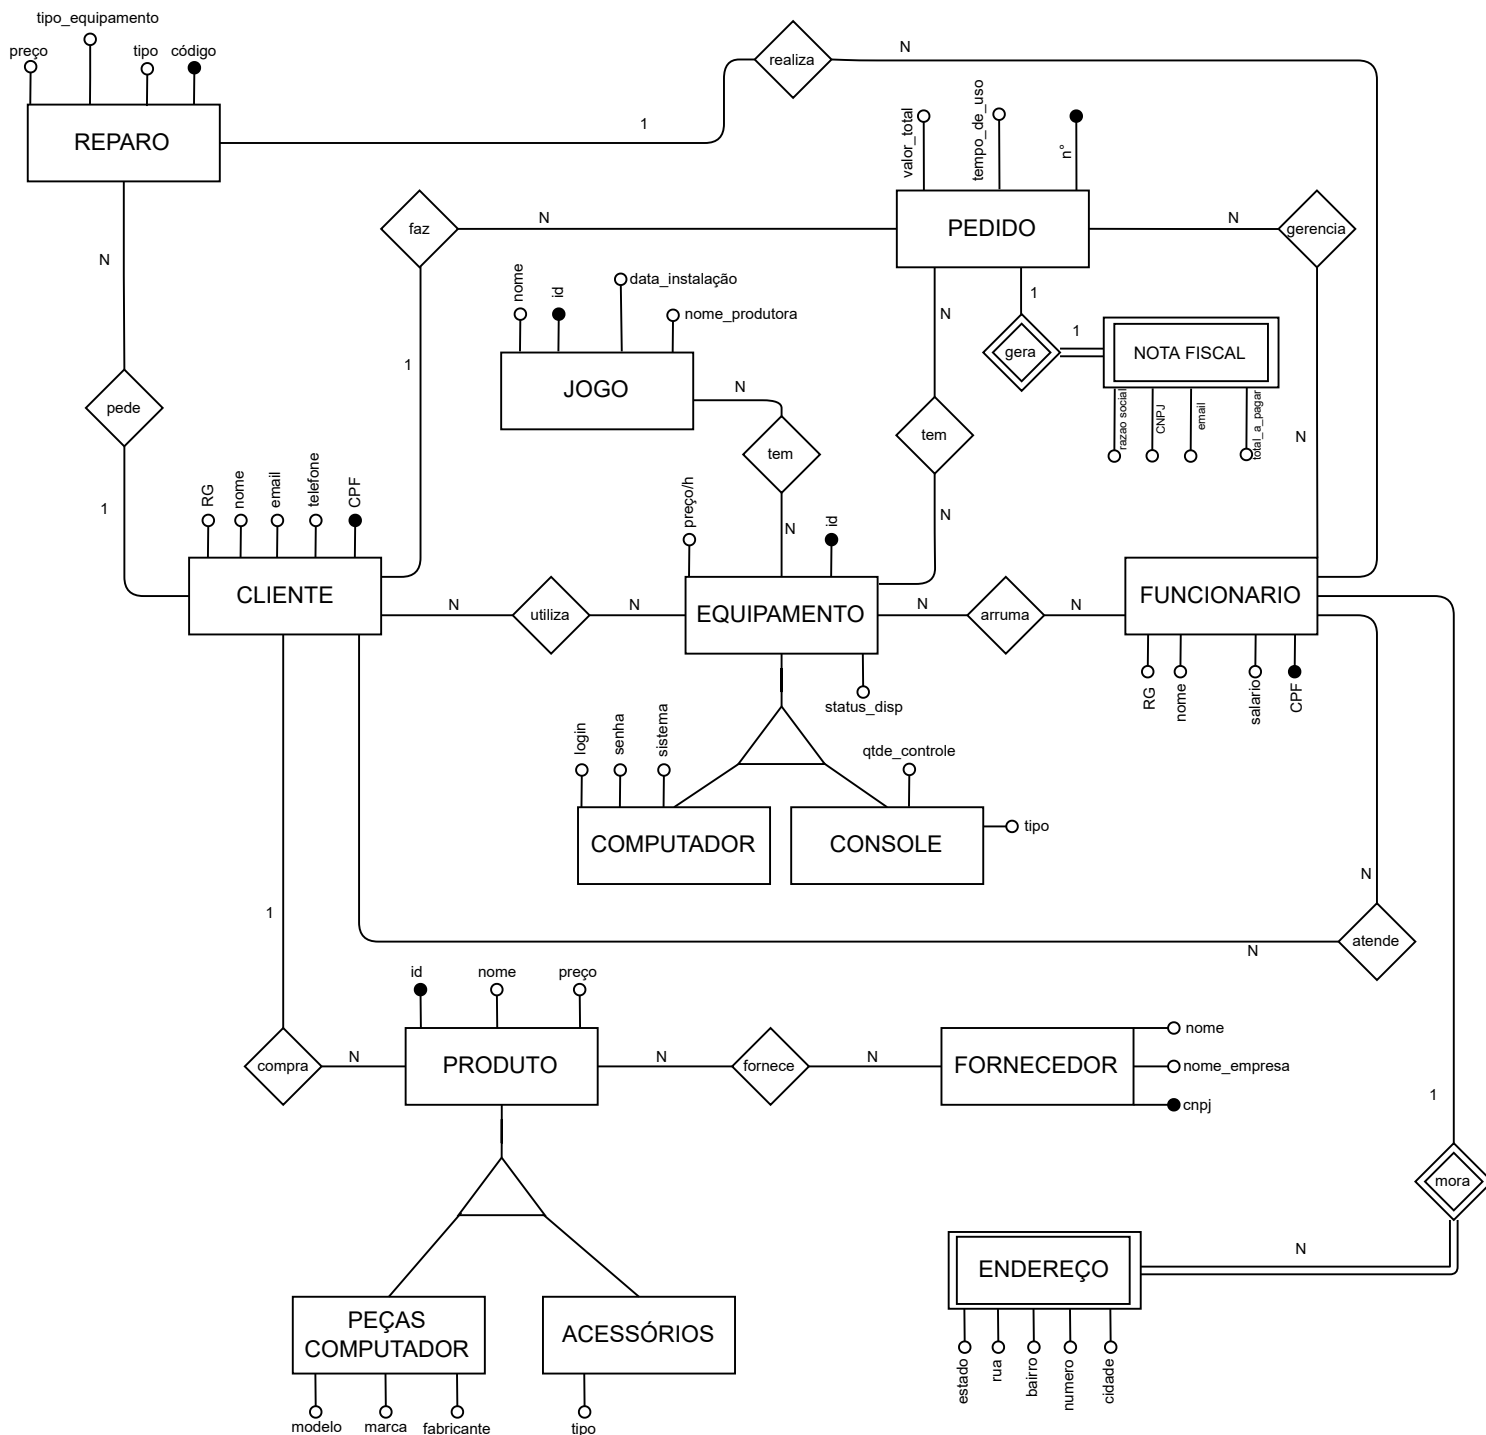 tipo_equipamento
preço
tipo
código
REPARO
realiza
N
1
valor_total
tempo_de_uso
n°
PEDIDO
faz
N
N
gerencia
N
nome
id
data_instalação
nome_produtora
JOGO
1
gera
1
NOTA FISCAL
razao social
CNPJ
email
total_a_pagar
N
1
N
tem
N
tem
N
N
N
pede
1
RG
nome
email
telefone
CPF
CLIENTE
N
utiliza
N
preço/h
id
EQUIPAMENTO
status_disp
N
arruma
N
FUNCIONARIO
RG
nome
salario
CPF
login
senha
sistema
COMPUTADOR
qtde_controle
CONSOLE
tipo
1
N
atende
N
id
nome
preço
compra
N
PRODUTO
N
fornece
N
FORNECEDOR
nome
nome_empresa
cnpj
1
mora
N
ENDEREÇO
estado
rua
bairro
numero
cidade
PEÇAS
COMPUTADOR
modelo
marca
fabricante
ACESSÓRIOS
tipo